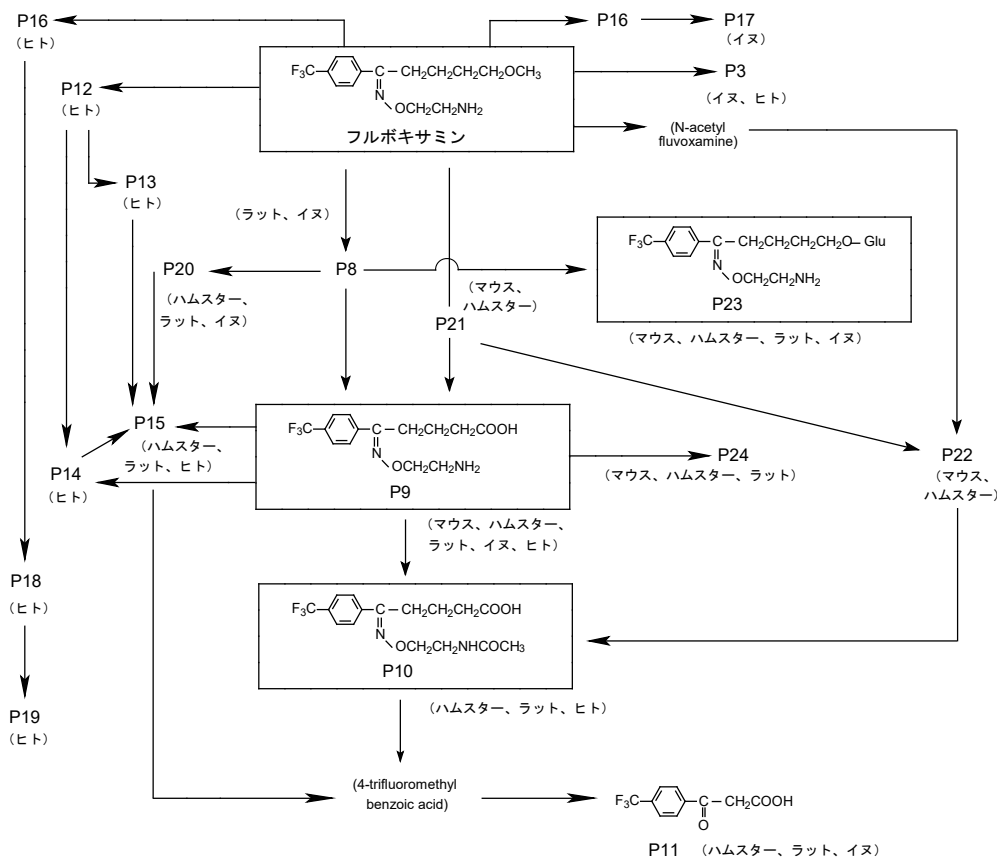 P16
(ヒト)
P16
P17
(イヌ)
F₃C
C
CH₂CH₂CH₂CH₂OCH₃
N
OCH₂CH₂NH₂
フルボキサミン
P3
(イヌ、ヒト)
P12
(ヒト)
(N-acetyl
fluvoxamine)
P13
(ヒト)
(ラット、イヌ)
F₃C
C
CH₂CH₂CH₂CH₂O
Glu
N
OCH₂CH₂NH₂
P23
(マウス、ハムスター、ラット、イヌ)
P20
(ハムスター、
ラット、イヌ)
P8
(マウス、
ハムスター)
P21
P15
(ハムスター、
ラット、ヒト)
F₃C
C
CH₂CH₂CH₂COOH
N
OCH₂CH₂NH₂
P9
(マウス、ハムスター、
ラット、イヌ、ヒト)
P24
(マウス、ハムスター、ラット)
P22
(マウス、
ハムスター)
P14
(ヒト)
P18
(ヒト)
F₃C
C
CH₂CH₂CH₂COOH
N
OCH₂CH₂NHCOCH₃
P10
(ハムスター、ラット、ヒト)
P19
(ヒト)
(4-trifluoromethyl
benzoic acid)
F₃C
C
CH₂COOH
O
P11 (ハムスター、ラット、イヌ)